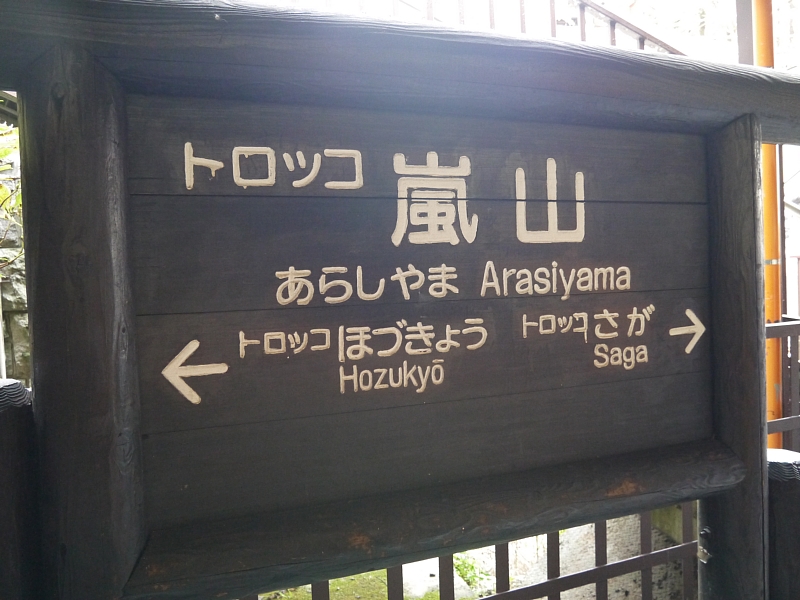 トロッコ 嵐山
あらしやま Arasiyama
← トロッコ ほづきょう トロッコ さが →
Hozukyō Saga